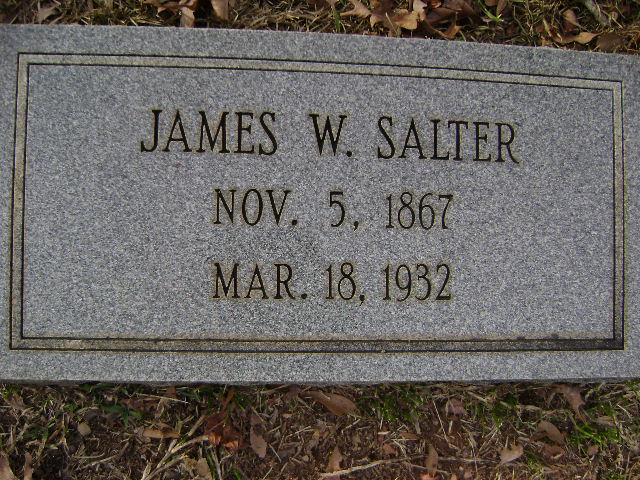 JAMES W. SALTER
NOV. 5, 1867
MAR. 18, 1932